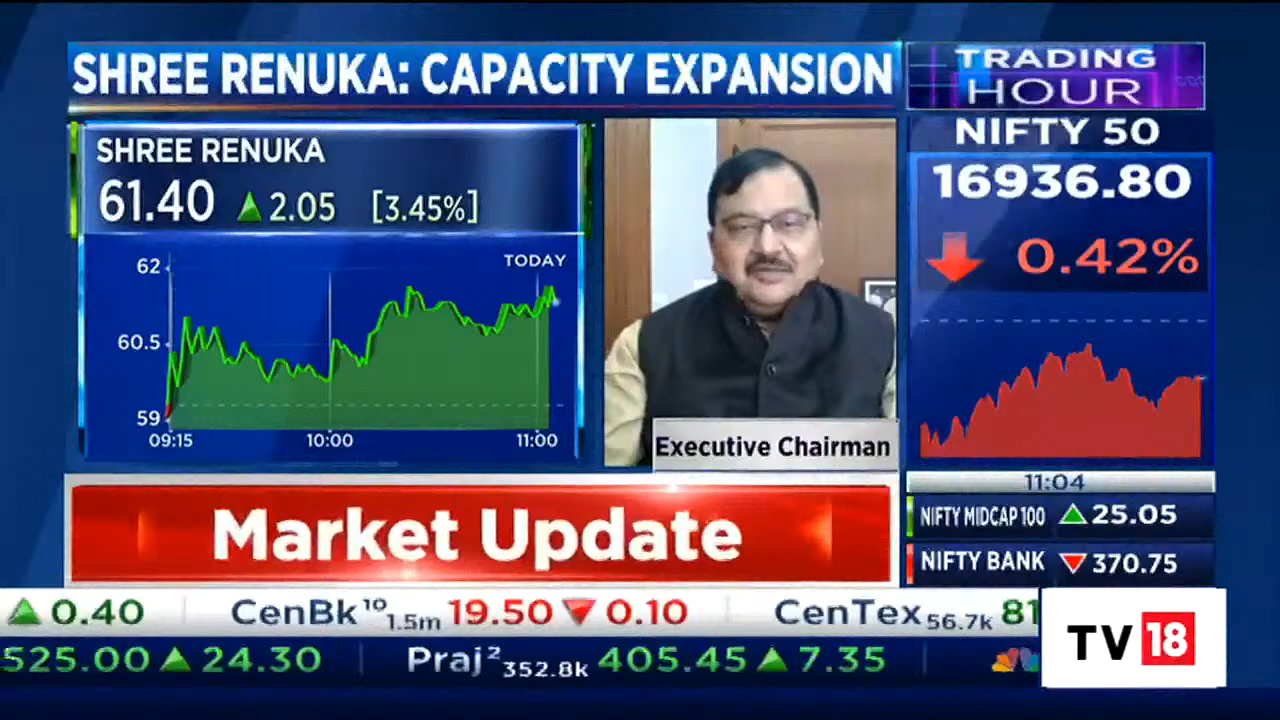 SHREE RENUKA: CAPACITY EXPANSION
TRADING
HOUR
SHREE RENUKA
61.40 ▲ 2.05 [3.45%]
TODAY
62
60.5
59
09:15 10:00 11:00
Executive Chairman
NIFTY 50
16936.80
0.42%
11:04
NIFTY MIDCAP 100 ▲ 25.05
NIFTY BANK ▼ 370.75
Market Update
▲ 0.40 CenBk 10 1.5m 19.50 ▼ 0.10 CenTex 56.7k 81
525.00 ▲ 24.30 Praj 2 352.8k 405.45 ▲ 7.35
TV 18